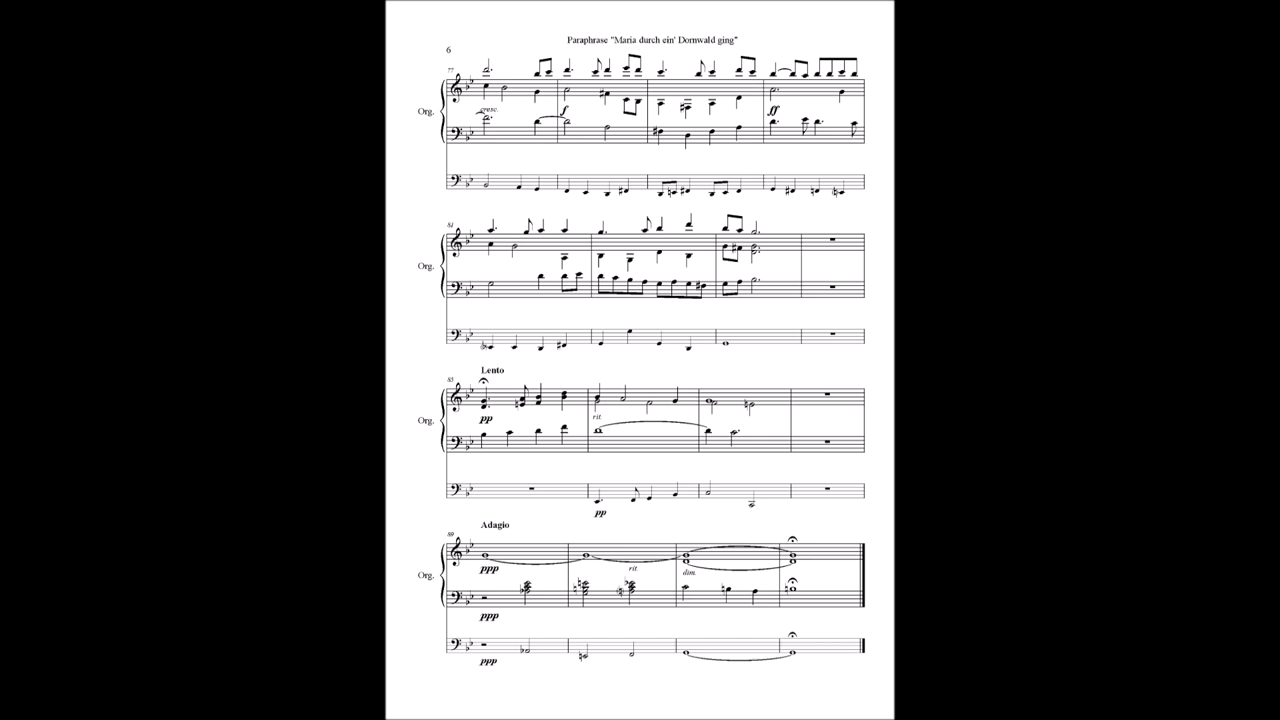 Paraphrase "Maria durch ein' Dornwald ging"
6
77
Org.
cresc.
f
ff
81
Org.
Lento
85
Org.
pp
rit
pp
Adagio
89
Org.
ppp
rit.
dim.
ppp
ppp